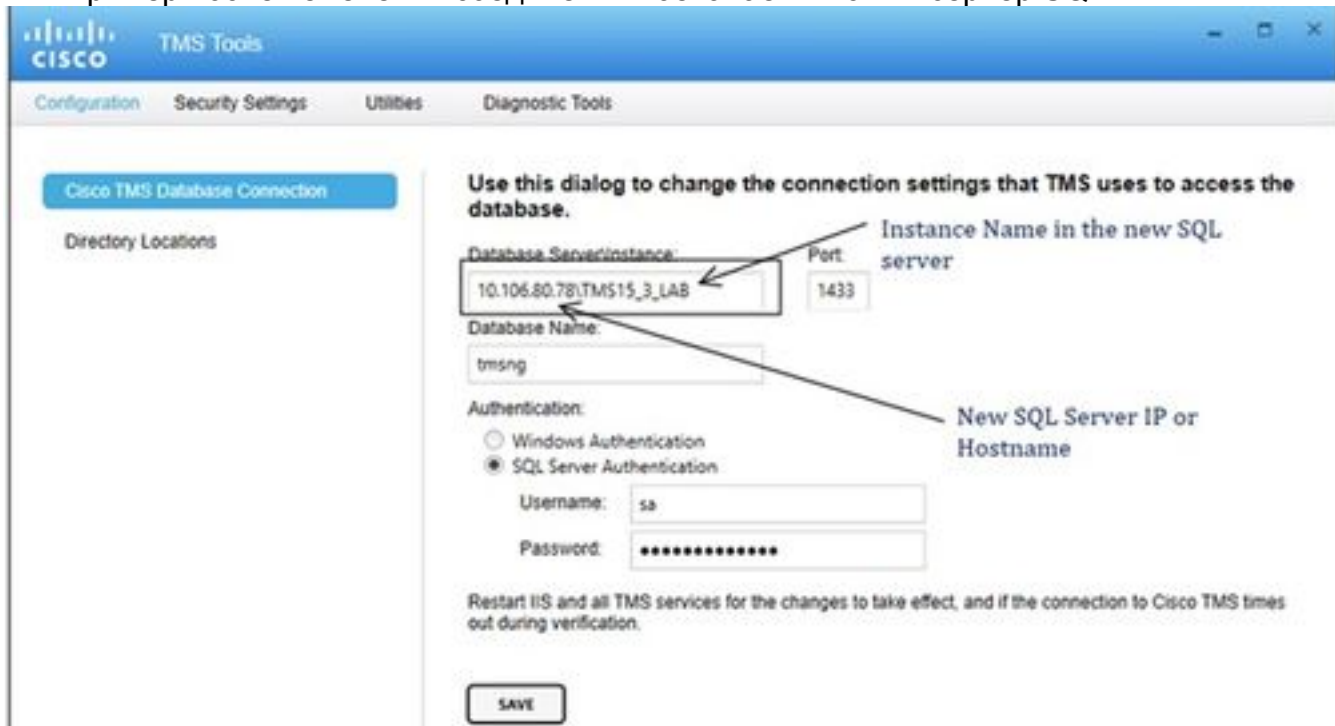 CISCO TMS Tools
Configuration Security Settings Utilities Diagnostic Tools
Cisco TMS Database Connection
Directory Locations
Use this dialog to change the connection settings that TMS uses to access the
database.
Instance Name in the new SQL
server
Database Server\Instance: Port:
10.106.80.78\TMS15_3_LAB 1433
Database Name:
tmsng
Authentication:
Windows Authentication
SQL Server Authentication
New SQL Server IP or
Hostname
Username: sa
Password: •••••••••••••
Restart IIS and all TMS services for the changes to take effect, and if the connection to Cisco TMS times
out during verification.
SAVE